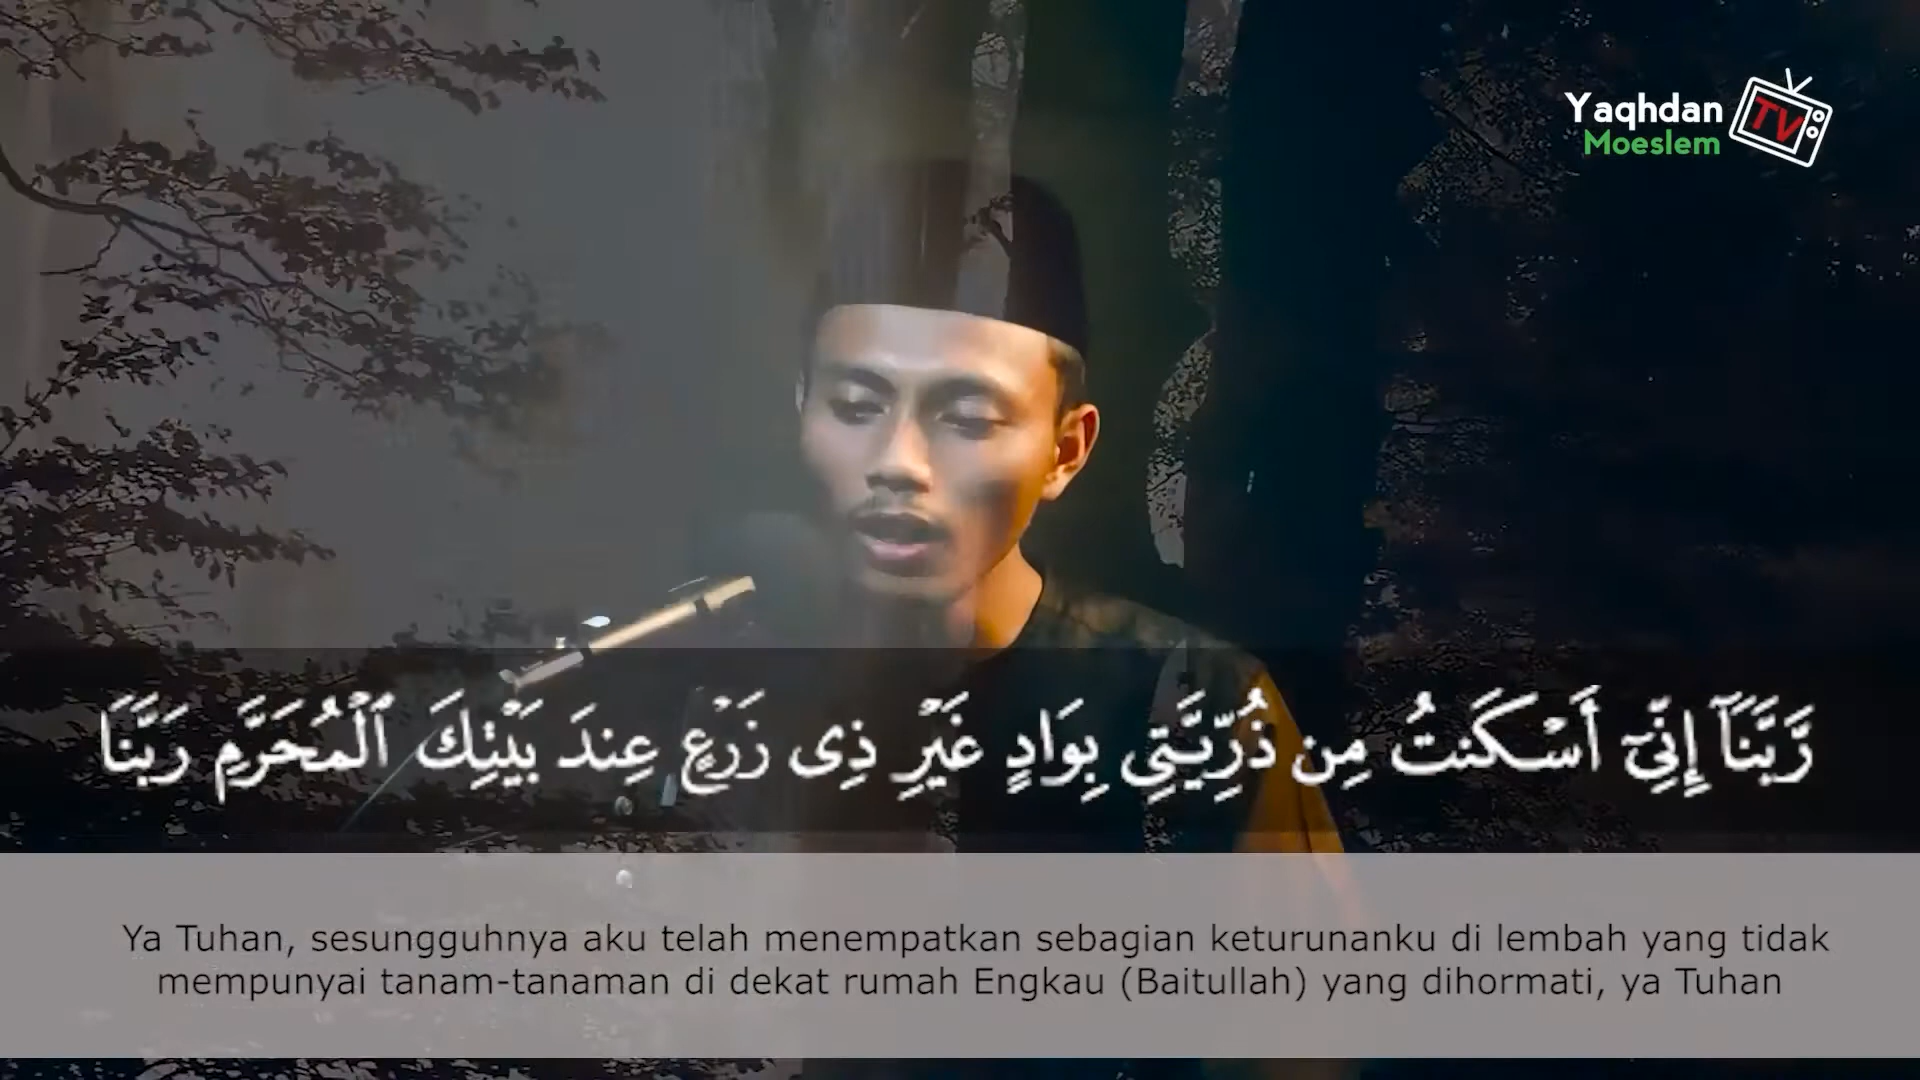 Yaqhdan
Moeslem
TV
رَّبَّنَآ إِنِّىٓ أَسْكَنتُ مِن ذُرِّيَّتِى بِوَادٍ غَيْرِ ذِى زَرْعٍ عِندَ بَيْتِكَ ٱلْمُحَرَّمِ رَبَّنَا
Ya Tuhan, sesungguhnya aku telah menempatkan sebagian keturunanku di lembah yang tidak
mempunyai tanam-tanaman di dekat rumah Engkau (Baitullah) yang dihormati, ya Tuhan